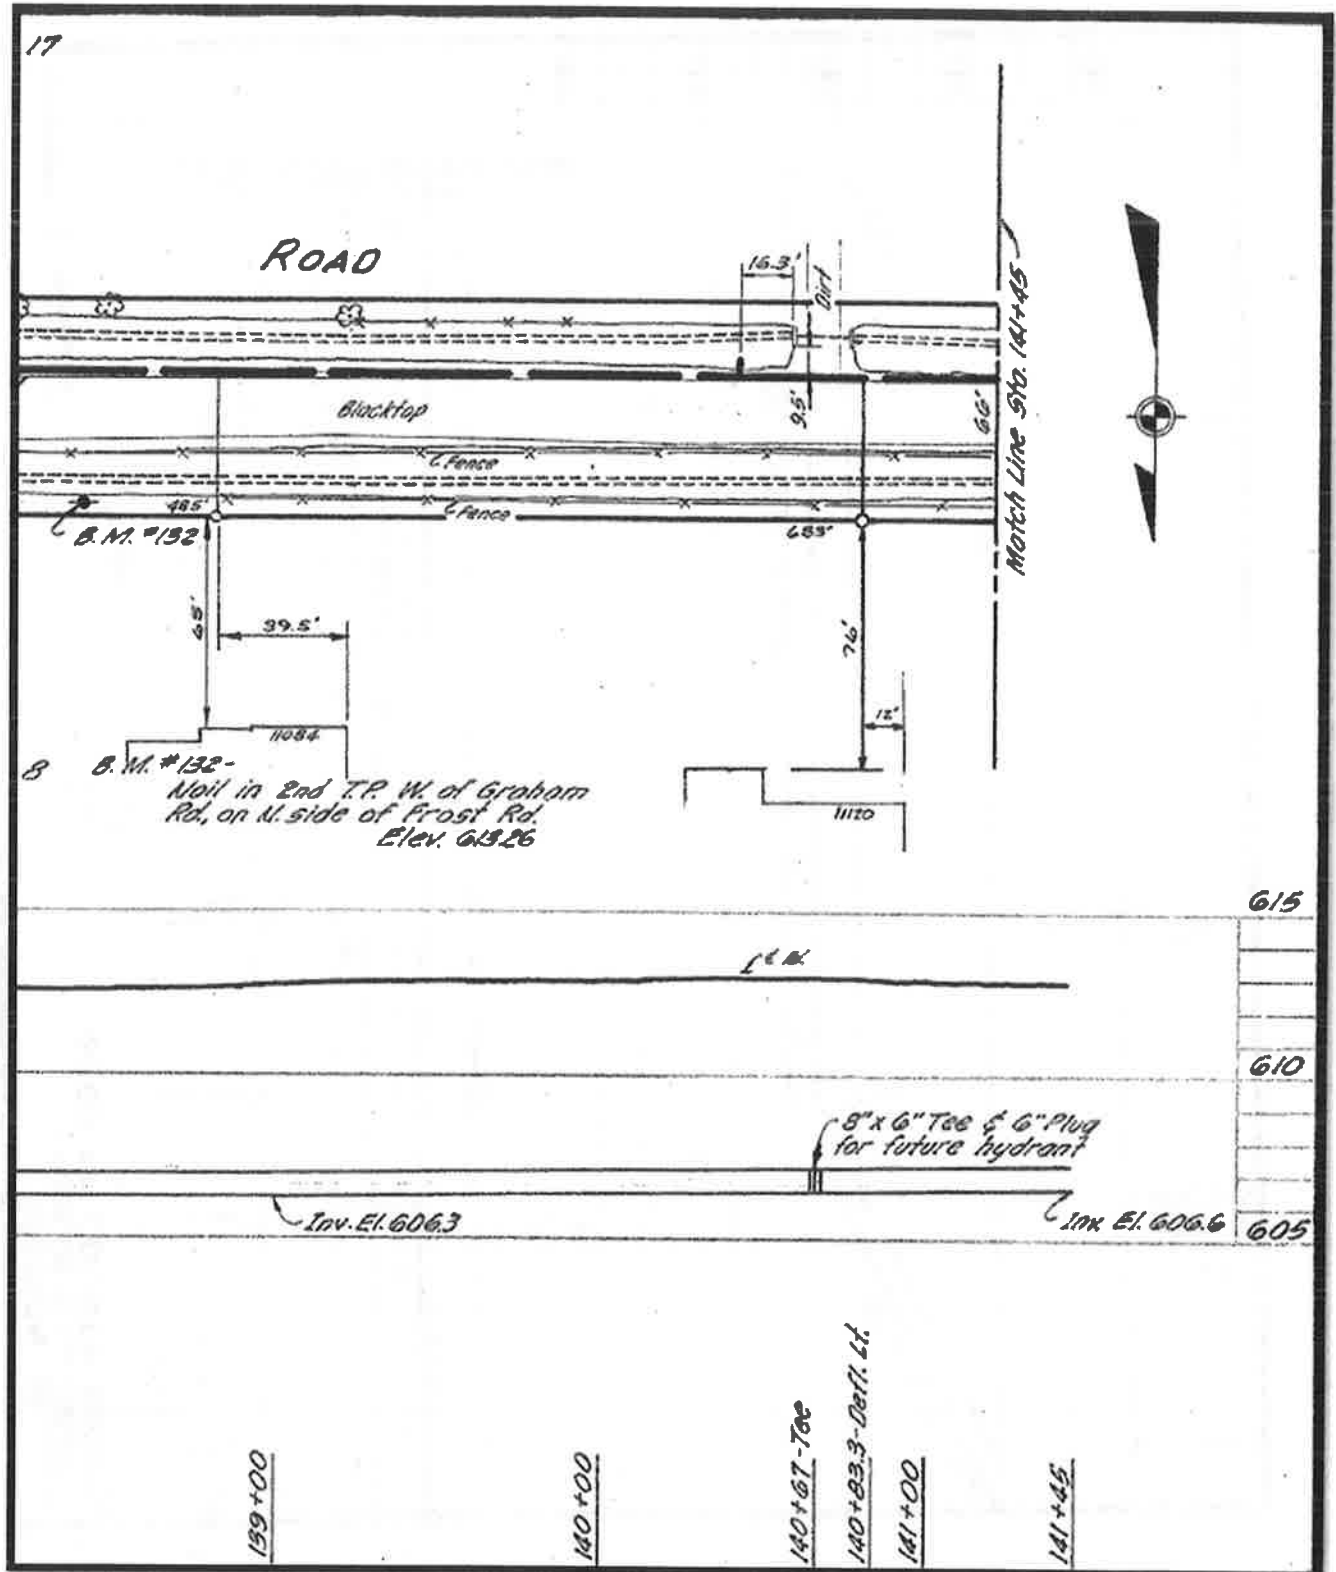 17
ROAD
16.3'
Dirt
Match Line Sta. 141+45
9.5'
66'
Blacktop
Fence
Fence
B.M. #132
65'
39.5'
76'
12'
11084
11120
8
B.M. #132-
Nail in 2nd T.P. W. of Graham
Rd., on N. side of Frost Rd.
Elev. 613.26
615
610
8" x 6" Tee & 6" Plug
for future hydrant
Inv. El. 606.3
Inv. El. 606.6
605
139+00
140+00
140+67-Tee
140+83.3-Defl. Lt.
141+00
141+45